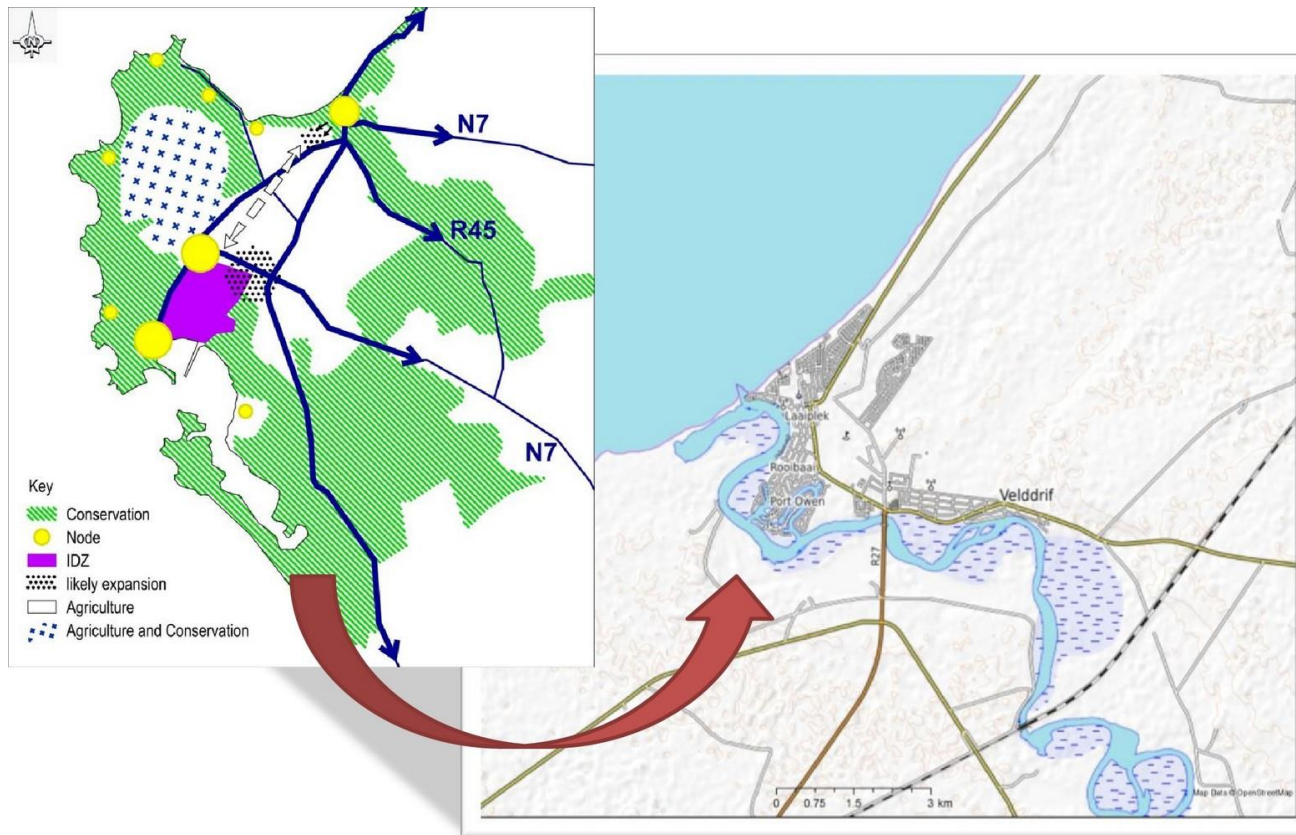 N
N7
R45
N7
Key
Conservation
Node
IDZ
likely expansion
Agriculture
Agriculture and Conservation
Laaiplek
Rooibaai
Port Owen
Velddrif
R27
0 0.75 1.5 3 km
Map Data © OpenStreetMap